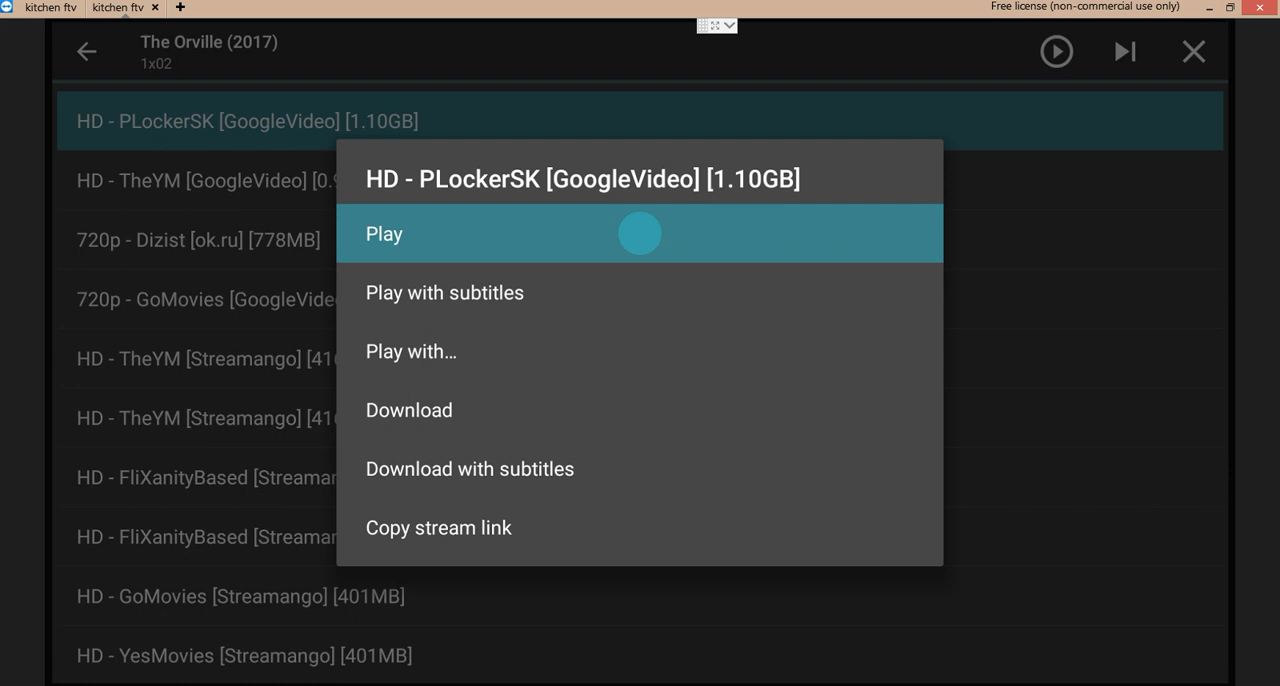 kitchen ftv
kitchen ftv
Free license (non-commercial use only)
The Orville (2017)
1x02
HD - PLockerSK [GoogleVideo] [1.10GB]
HD - TheYM [GoogleVideo] [0.9
720p - Dizist [ok.ru] [778MB]
720p - GoMovies [GoogleVide
HD - TheYM [Streamango] [41
HD - TheYM [Streamango] [41
HD - FliXanityBased [Streama
HD - FliXanityBased [Streama
HD - GoMovies [Streamango] [401MB]
HD - YesMovies [Streamango] [401MB]
HD - PLockerSK [GoogleVideo] [1.10GB]
Play
Play with subtitles
Play with...
Download
Download with subtitles
Copy stream link